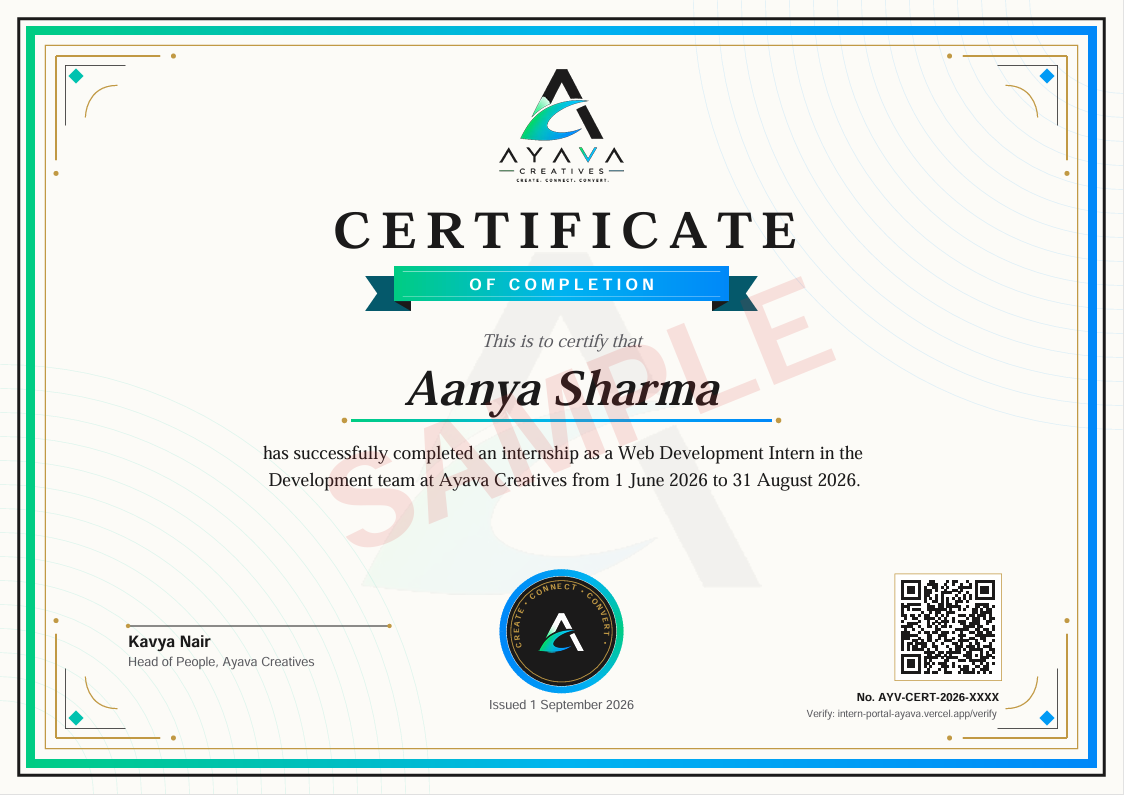 AYAVA
CREATIVES
CREATE. CONNECT. CONVERT.
CERTIFICATE
OF COMPLETION
This is to certify that
Aanya Sharma
SAMPLE
has successfully completed an internship as a Web Development Intern in the
Development team at Ayava Creatives from 1 June 2026 to 31 August 2026.
CREATE • CONNECT • CONVERT •
Kavya Nair
Head of People, Ayava Creatives
Issued 1 September 2026
No. AYV-CERT-2026-XXXX
Verify: intern-portal-ayava.vercel.app/verify